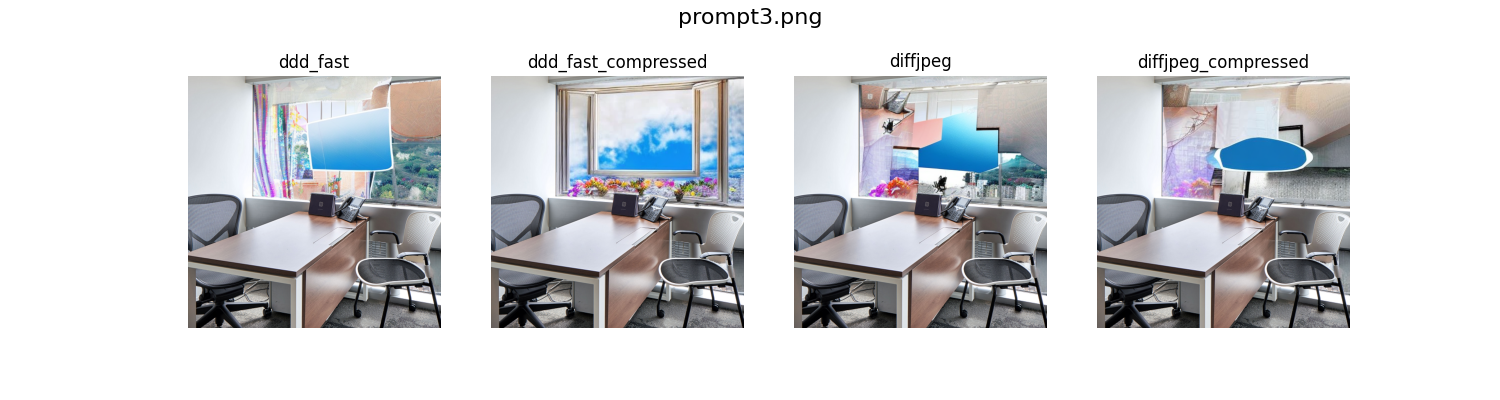 prompt3.png
ddd_fast
ddd_fast_compressed
diffjpeg
diffjpeg_compressed